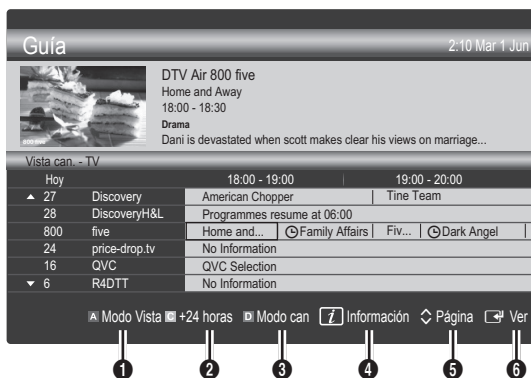 Guía
2:10 Mar 1 Jun
DTV Air 800 five
Home and Away
18:00 - 18:30
Drama
Dani is devastated when scott makes clear his views on marriage...
800 five
Vista can. - TV
Hoy 18:00 - 19:00 19:00 - 20:00
▲ 27 Discovery American Chopper Tine Team
28 DiscoveryH&L Programmes resume at 06:00
800 five Home and... Family Affairs Fiv... Dark Angel
24 price-drop.tv No Information
16 QVC QVC Selection
▼ 6 R4DTT No Information
A Modo Vista C +24 horas D Modo can i Información Página Ver
1 2 3 4 5 6